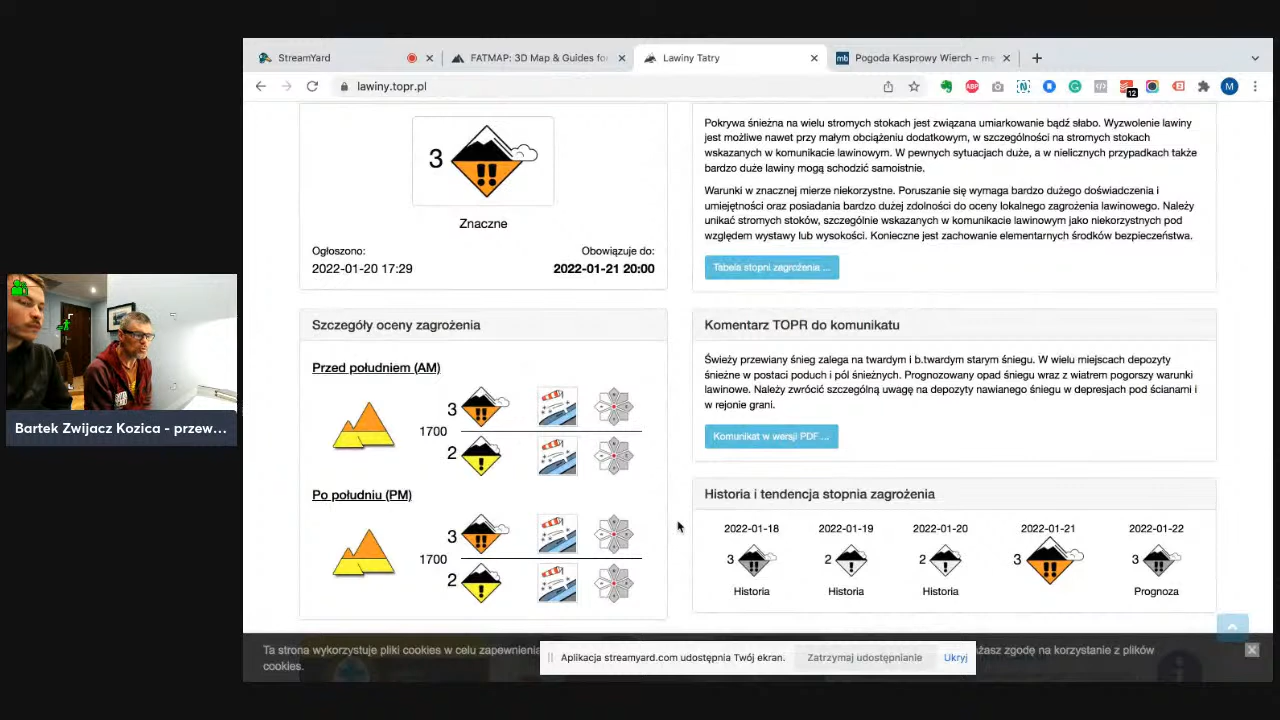 StreamYard
FATMAP: 3D Map & Guides for
Lawiny Tatry
Pogoda Kasprowy Wierch - me
lawiny.topr.pl
12
M
3
Znaczne
Ogłoszono:
Obowiązuje do:
2022-01-20 17:29
2022-01-21 20:00
Pokrywa śnieżna na wielu stromych stokach jest związana umiarkowanie bądź słabo. Wyzwolenie lawiny
jest możliwe nawet przy małym obciążeniu dodatkowym, w szczególności na stromych stokach
wskazanych w komunikacie lawinowym. W pewnych sytuacjach duże, a w nielicznych przypadkach także
bardzo duże lawiny mogą schodzić samoistnie.
Warunki w znacznej mierze niekorzystne. Poruszanie się wymaga bardzo dużego doświadczenia i
umiejętności oraz posiadania bardzo dużej zdolności do oceny lokalnego zagrożenia lawinowego. Należy
unikać stromych stoków, szczególnie wskazanych w komunikacie lawinowym jako niekorzystnych pod
względem wystawy lub wysokości. Konieczne jest zachowanie elementarnych środków bezpieczeństwa.
Tabela stopni zagrożenia ...
Szczegóły oceny zagrożenia
Przed południem (AM)
3
1700
2
Po południu (PM)
3
1700
2
Komentarz TOPR do komunikatu
Świeży przewiany śnieg zalega na twardym i b.twardym starym śniegu. W wielu miejscach depozyty
śnieżne w postaci poduch i pól śnieżnych. Prognozowany opad śniegu wraz z wiatrem pogorszy warunki
lawinowe. Należy zwrócić szczególną uwagę na depozyty nawianego śniegu w depresjach pod ścianami i
w rejonie grani.
Komunikat w wersji PDF ...
Historia i tendencja stopnia zagrożenia
2022-01-18
2022-01-19
2022-01-20
2022-01-21
2022-01-22
3
2
2
3
3
Historia
Historia
Historia
Prognoza
Bartek Zwijacz Kozica - przew...
Ta strona wykorzystuje pliki cookies w celu zapewnienia
żasz zgodę na korzystanie z plików
cookies.
Aplikacja streamyard.com udostępnia Twój ekran.
Zatrzymaj udostępnianie
Ukryj